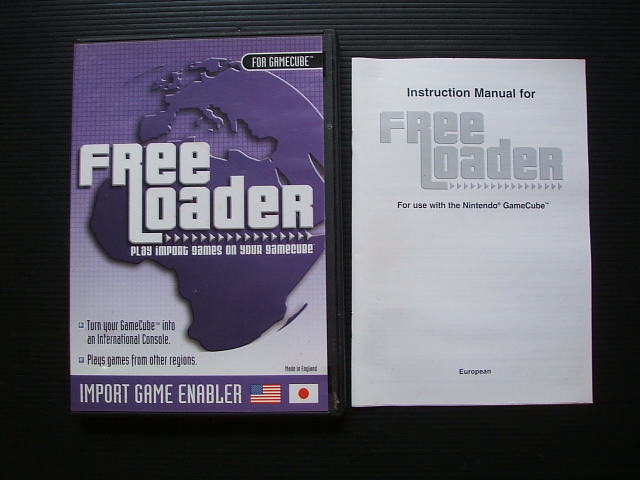 FOR GAMECUBE™
FREE
LOADER
PLAY IMPORT GAMES ON YOUR GAMECUBE
Turn your GameCube™ into
an International Console.
Plays games from other regions.
Made in England
IMPORT GAME ENABLER
Instruction Manual for
FREE
LOADER
For use with the Nintendo® GameCube™
European